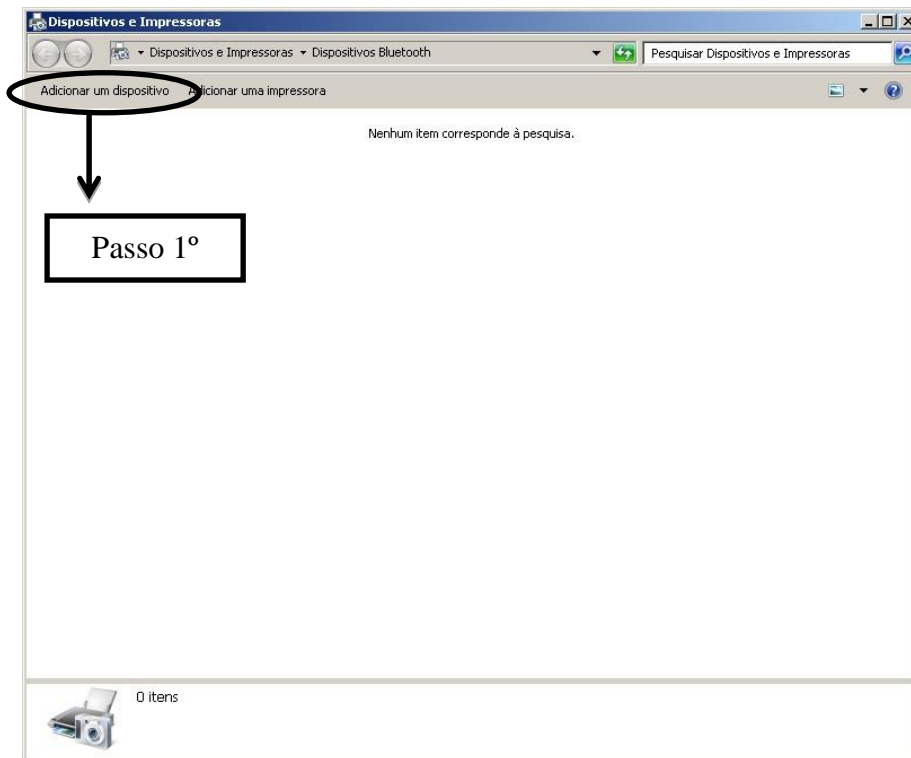 Dispositivos e Impressoras
Dispositivos e Impressoras Dispositivos Bluetooth Pesquisar Dispositivos e Impressoras
Adicionar um dispositivo Adicionar uma impressora
Nenhum item corresponde à pesquisa.
Passo 1º
0 itens